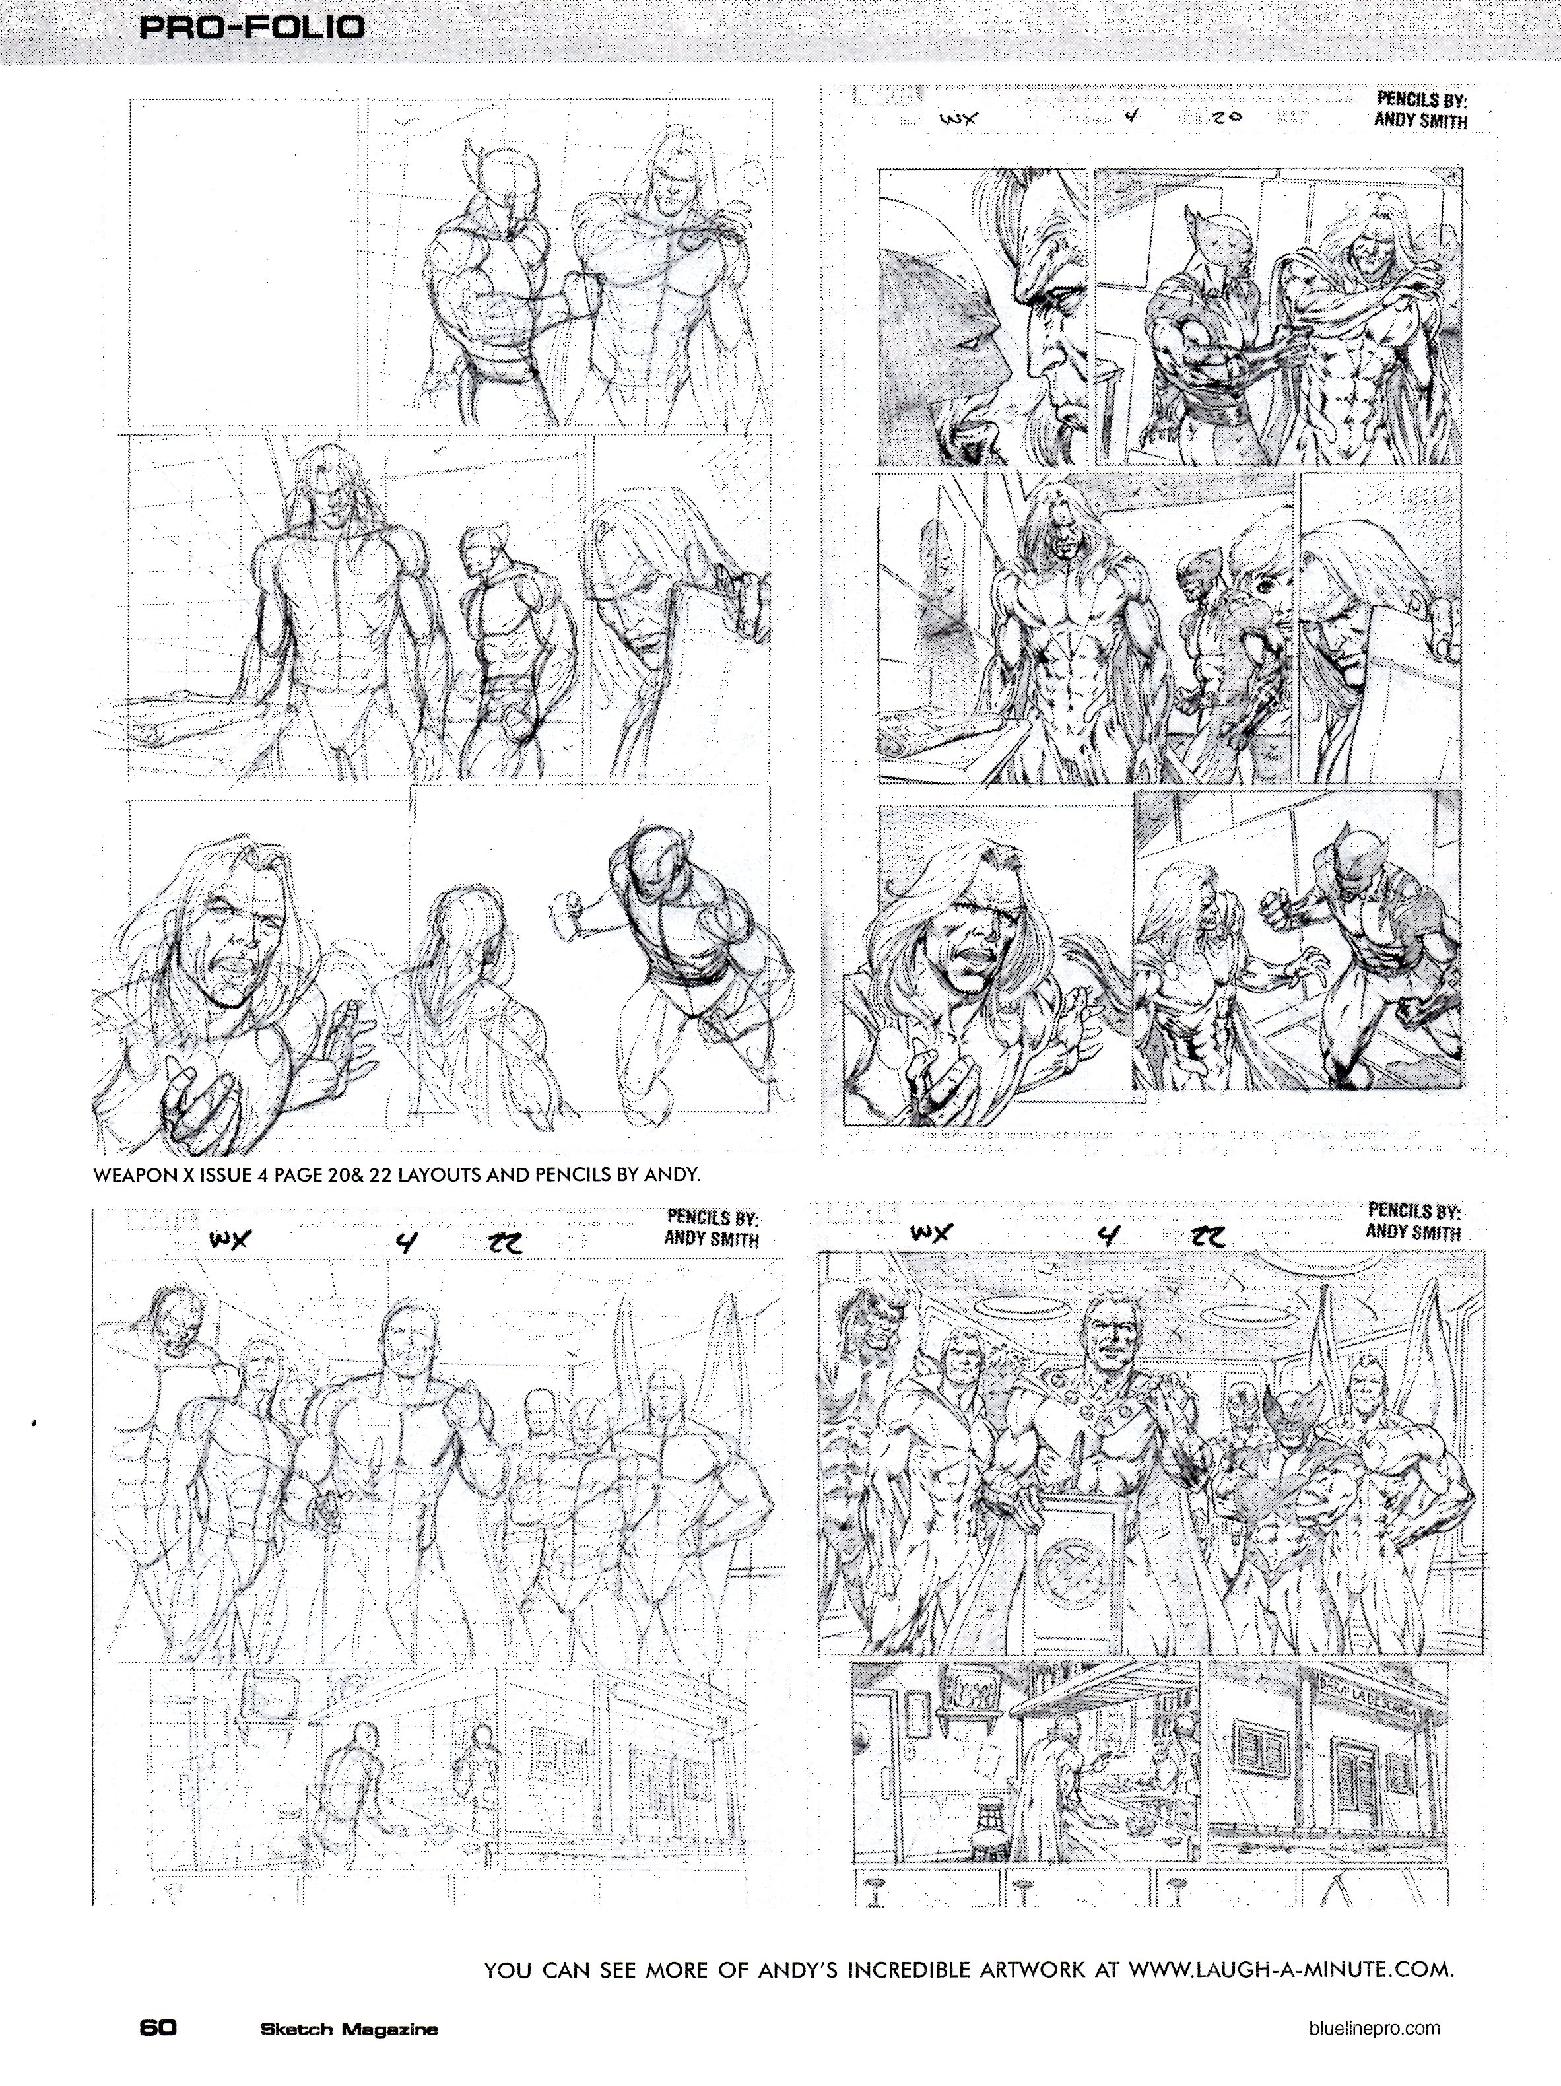 PRO-FOLIO
PENCILS BY:
ANDY SMITH
WX 4 20
WEAPON X ISSUE 4 PAGE 20& 22 LAYOUTS AND PENCILS BY ANDY.
PENCILS BY:
ANDY SMITH
WX 4 22
PENCILS BY:
ANDY SMITH
WX 4 22
YOU CAN SEE MORE OF ANDY'S INCREDIBLE ARTWORK AT WWW.LAUGH-A-MINUTE.COM.
60 Sketch Magazine blueline​pro.com